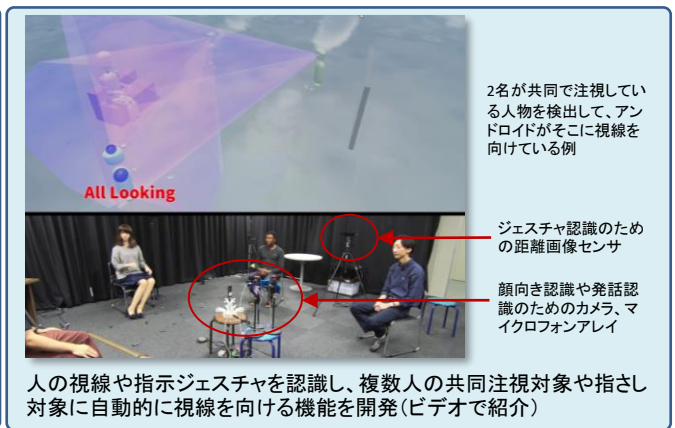 All Looking
2名が共同で注視してい
る人物を検出して、アン
ドロイドがそこに視線を
向けている例
ジェスチャ認識のため
の距離画像センサ
顔向き認識や発話認
識のためのカメラ、マ
イクロフォンアレイ
人の視線や指示ジェスチャを認識し、複数人の共同注視対象や指さし
対象に自動的に視線を向ける機能を開発(ビデオで紹介)